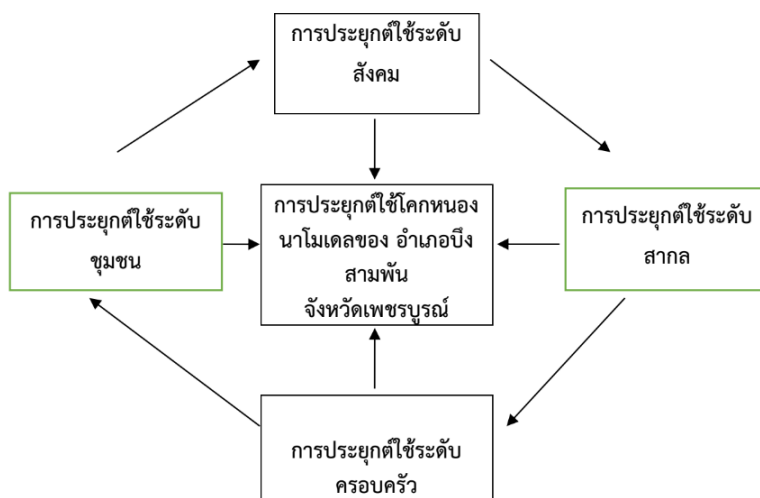 การประยุกต์ใช้ระดับ
สังคม
การประยุกต์ใช้ระดับ
ชุมชน
การประยุกต์ใช้โคกหนอง
นาโมเดลของ อำเภอบึง
สามพัน
จังหวัดเพชรบูรณ์
การประยุกต์ใช้ระดับ
สากล
การประยุกต์ใช้ระดับ
ครอบครัว